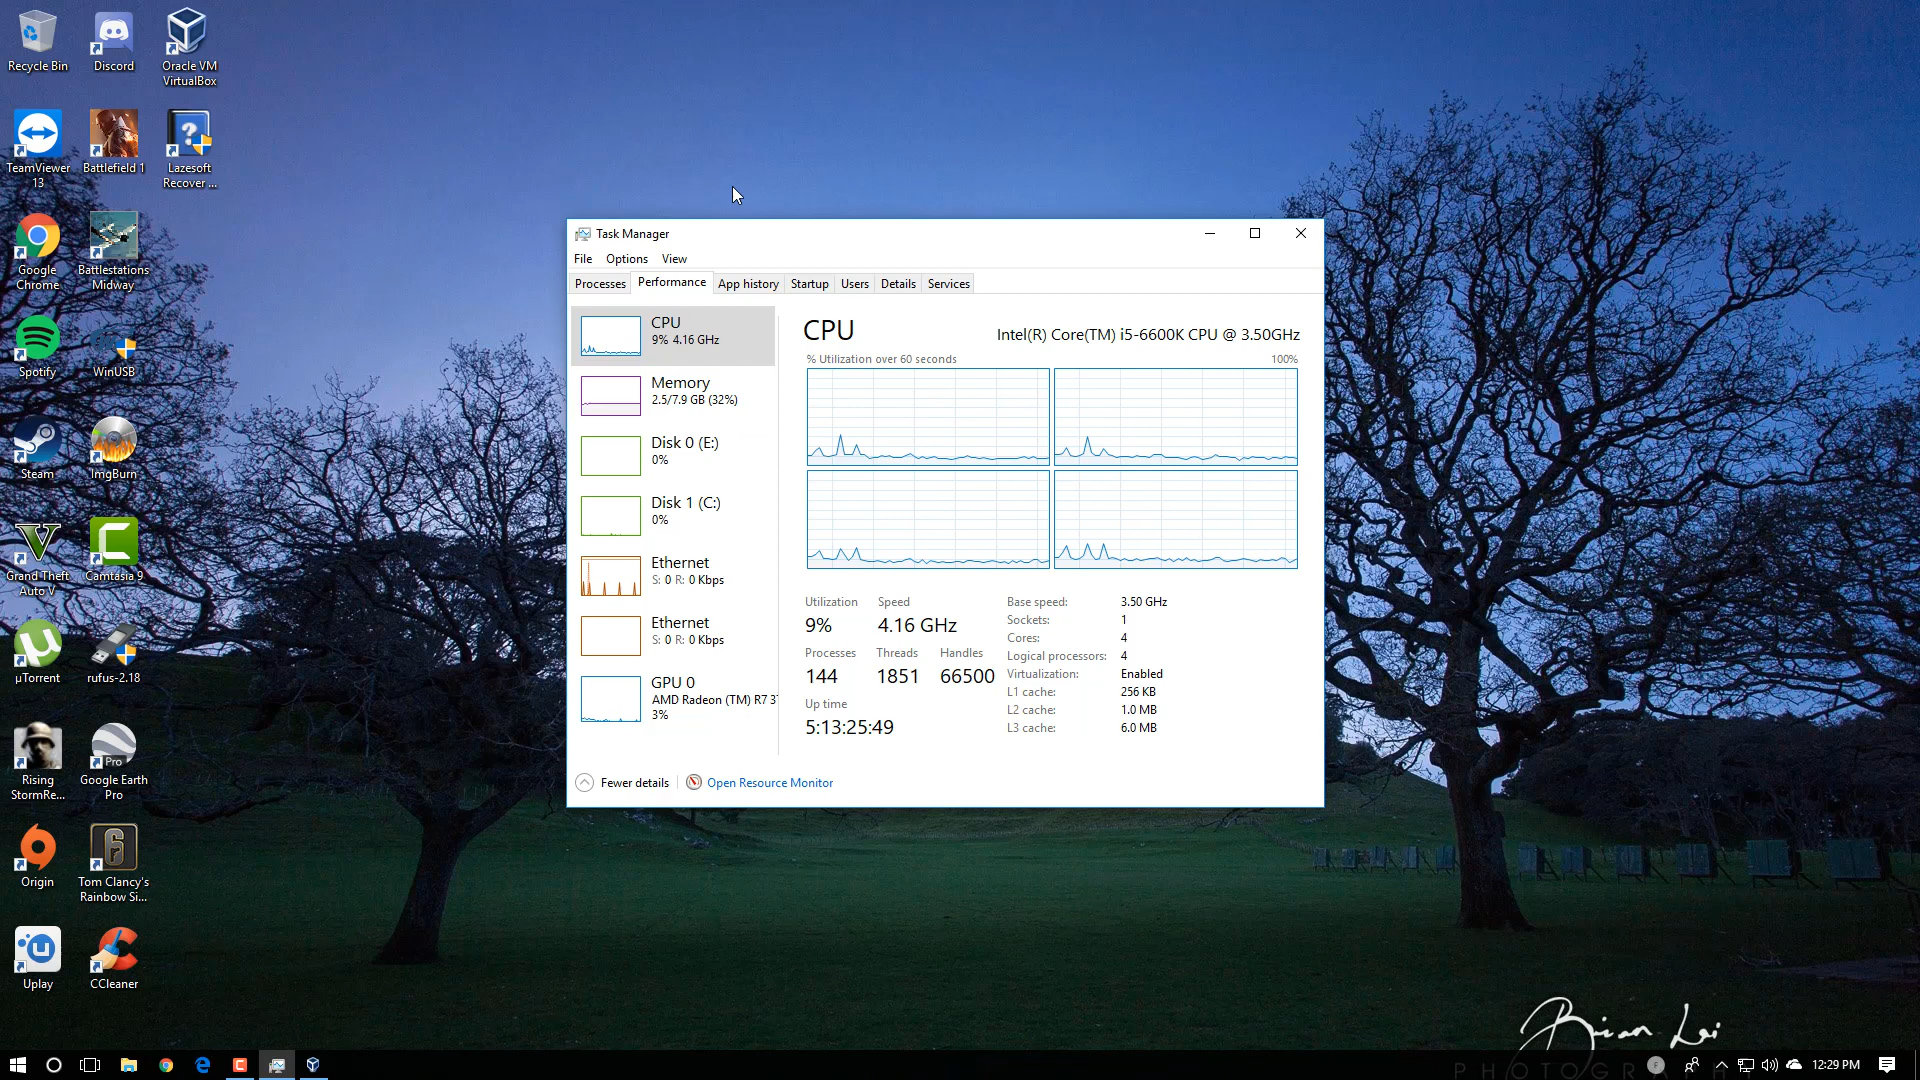 Recycle Bin
Discord
Oracle VM
VirtualBox
TeamViewer
13
Battlefield 1
Lazesoft
Recover ...
Google
Chrome
Battlestations
Midway
Spotify
WinUSB
Steam
ImgBurn
Grand Theft
Auto V
Camtasia 9
µTorrent
rufus-2.18
Rising
StormRe...
Google Earth
Pro
Origin
Tom Clancy's
Rainbow Si...
Uplay
CCleaner
Task Manager
File Options View
Processes Performance App history Startup Users Details Services
CPU
9% 4.16 GHz
Memory
2.5/7.9 GB (32%)
Disk 0 (E:)
0%
Disk 1 (C:)
0%
Ethernet
S: 0 R: 0 Kbps
Ethernet
S: 0 R: 0 Kbps
GPU 0
AMD Radeon (TM) R7 3
3%
CPU Intel(R) Core(TM) i5-6600K CPU @ 3.50GHz
% Utilization over 60 seconds 100%
Utilization Speed
9% 4.16 GHz
Processes Threads Handles
144 1851 66500
Up time
5:13:25:49
Base speed: 3.50 GHz
Sockets: 1
Cores: 4
Logical processors: 4
Virtualization: Enabled
L1 cache: 256 KB
L2 cache: 1.0 MB
L3 cache: 6.0 MB
Fewer details Open Resource Monitor
Brian Lai
12:29 PM